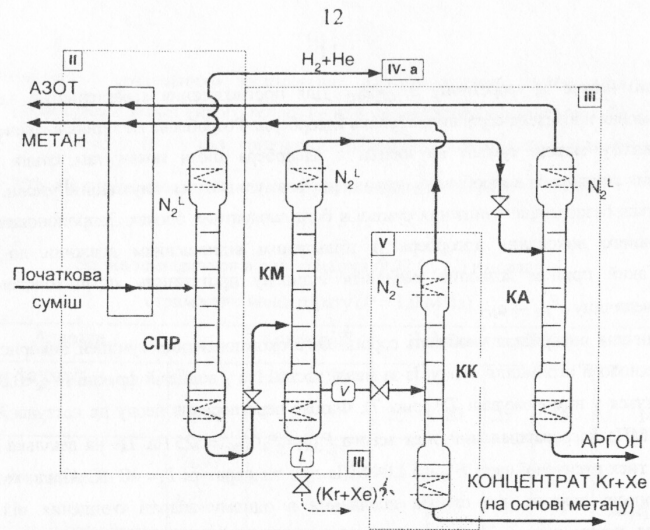 12
II
H₂+He
IV-а
АЗОТ
МЕТАН
iii
N₂ᴸ
N₂ᴸ
N₂ᴸ
V
КМ
N₂ᴸ
КА
Початкова
суміш
СПР
КК
V
L
III
(Kr+Xe)
АРГОН
КОНЦЕНТРАТ Kr+Xe
(на основі метану)